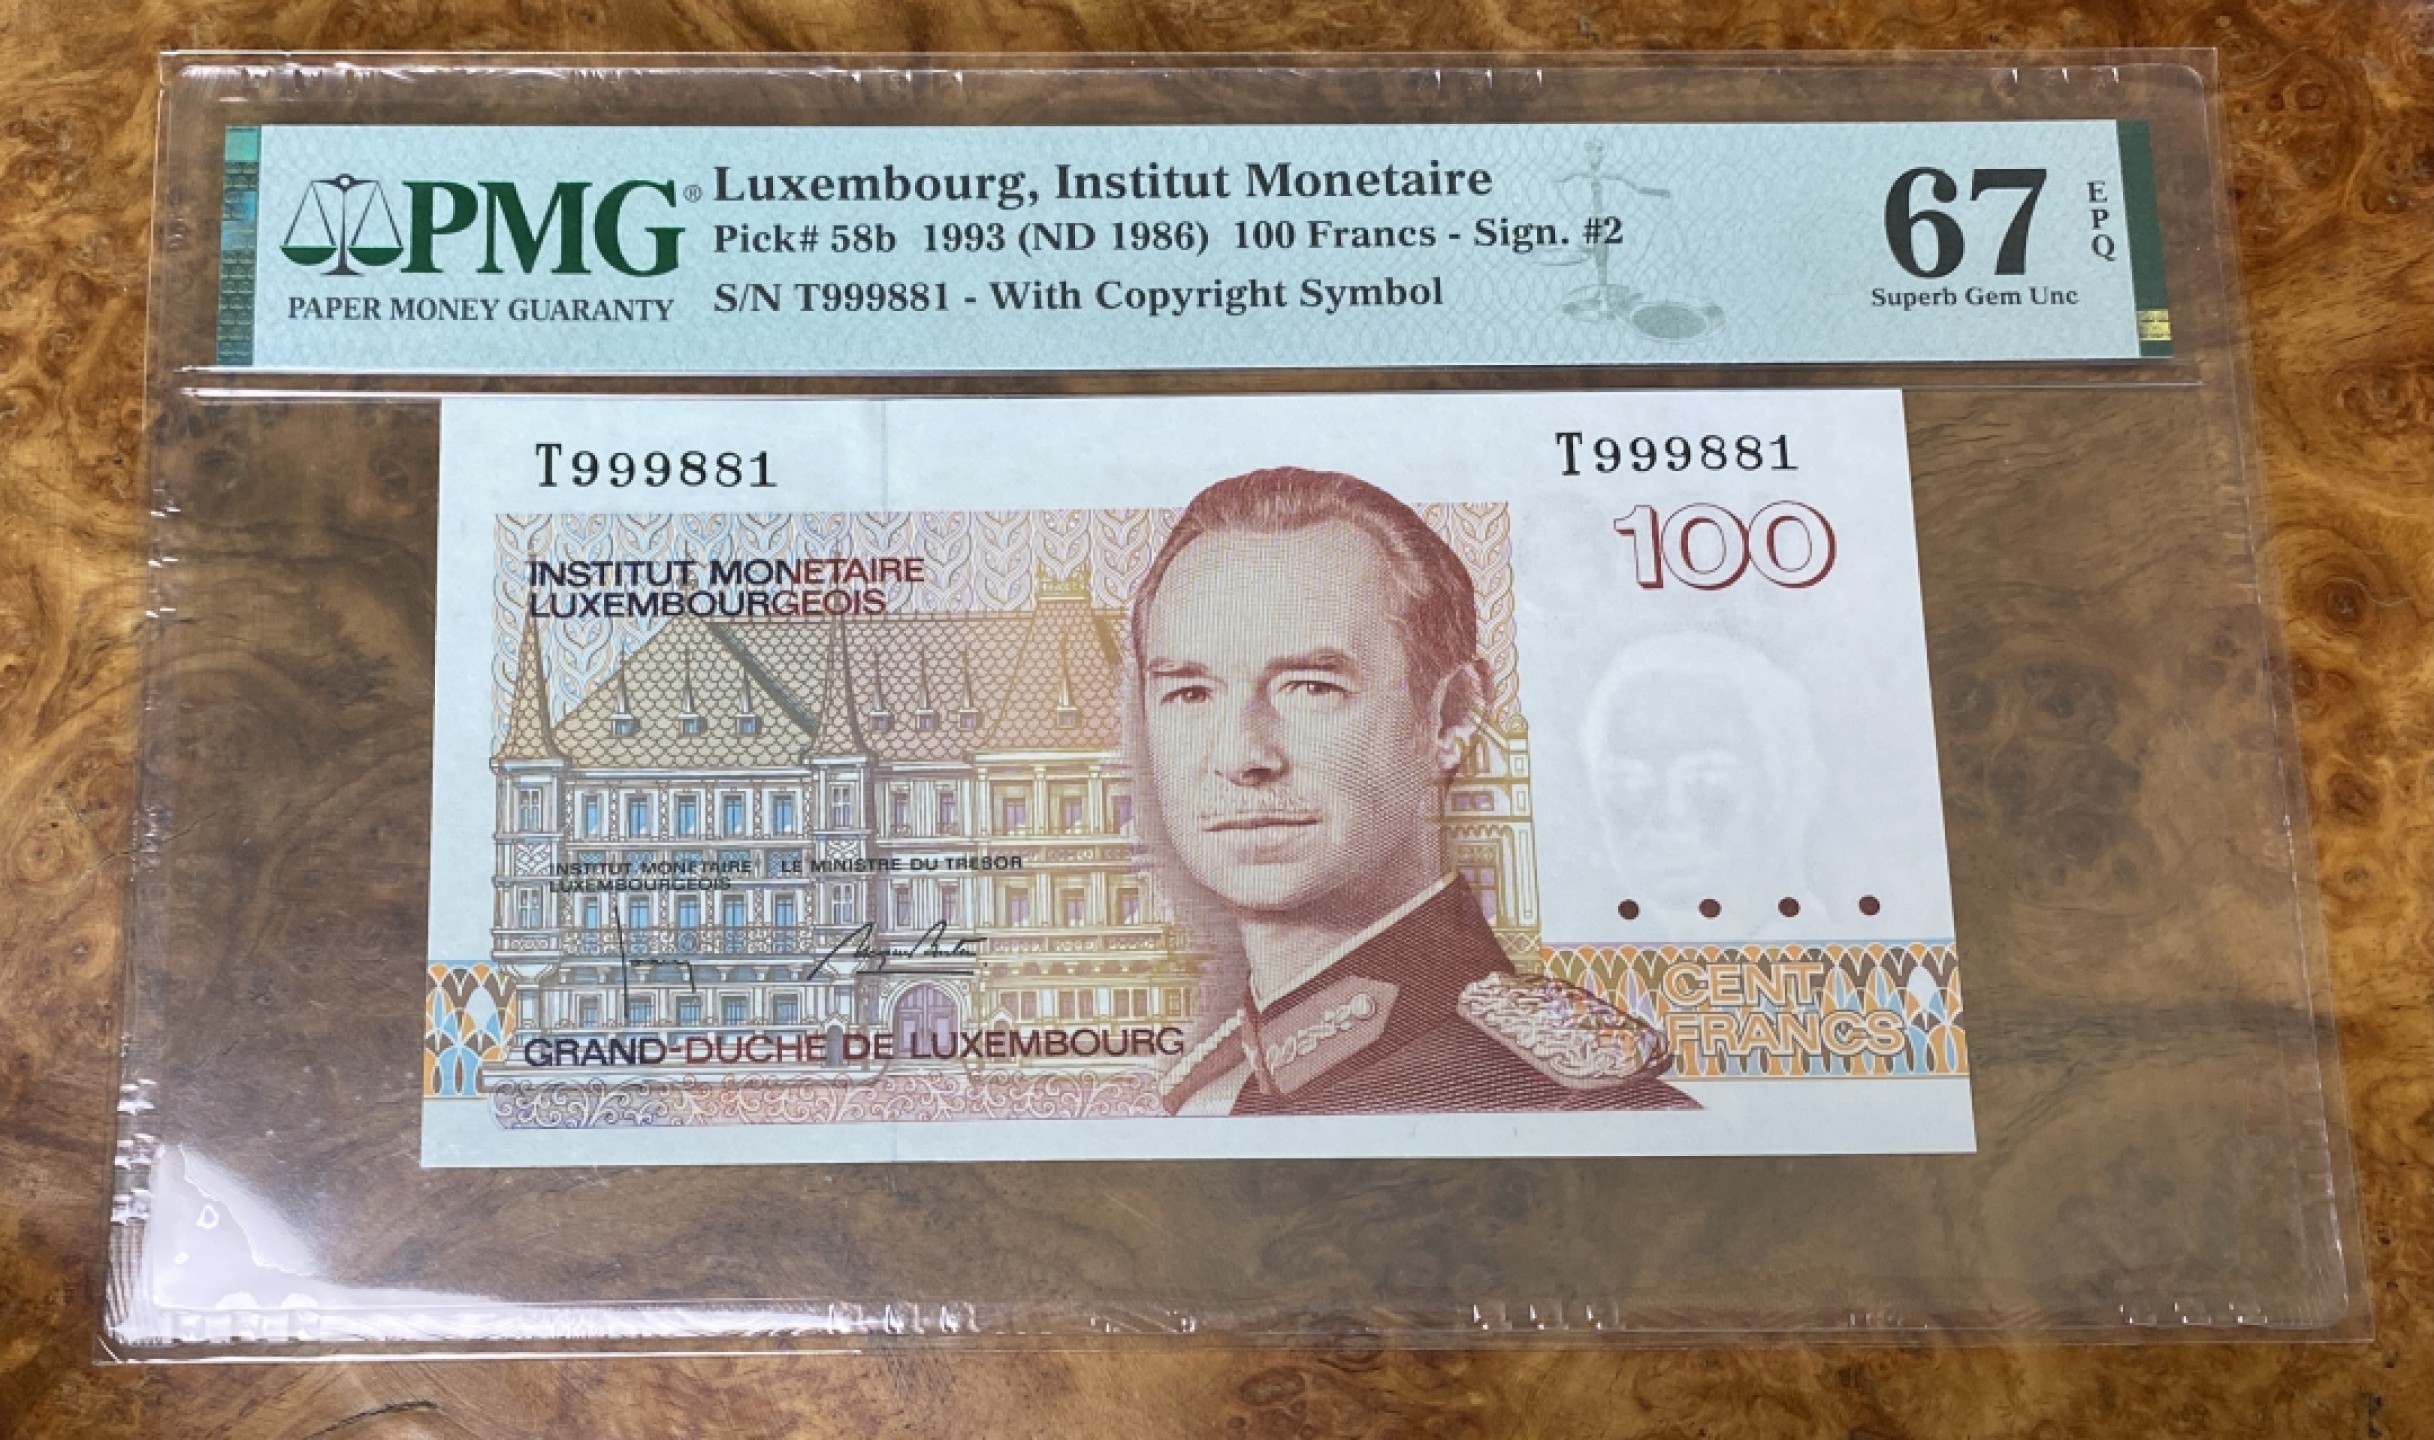 PMG®
PAPER MONEY GUARANTY
Luxembourg, Institut Monetaire
Pick# 58b 1993 (ND 1986) 100 Francs - Sign. #2
S/N T999881 - With Copyright Symbol
67
EPQ
Superb Gem Unc
T999881
T999881
100
INSTITUT MONETAIRE
LUXEMBOURGEOIS
INSTITUT MONETAIRE
LUXEMBOURGEOIS
LE MINISTRE DU TRESOR
GRAND-DUCHE DE LUXEMBOURG
CENT
FRANCS